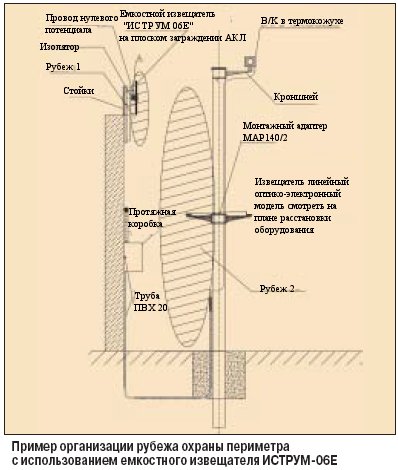 Провод нулевого
потенциала
Емкостной извещатель
"ИСТРУМ 06Е"
на плоском заграждении АКЛ
В/К в термокожухе
Изолятор
Рубеж 1
Стойки
Кроншней
Монтажный адаптер
МАР140/2
Извещатель линейный
оптико-электронный
модель смотреть на
плане расстановки
оборудования
Протяжная
коробка
Труба
ПВХ 20
Рубеж 2
Пример организации рубежа охраны периметра
с использованием емкостного извещателя ИСТРУМ-06Е